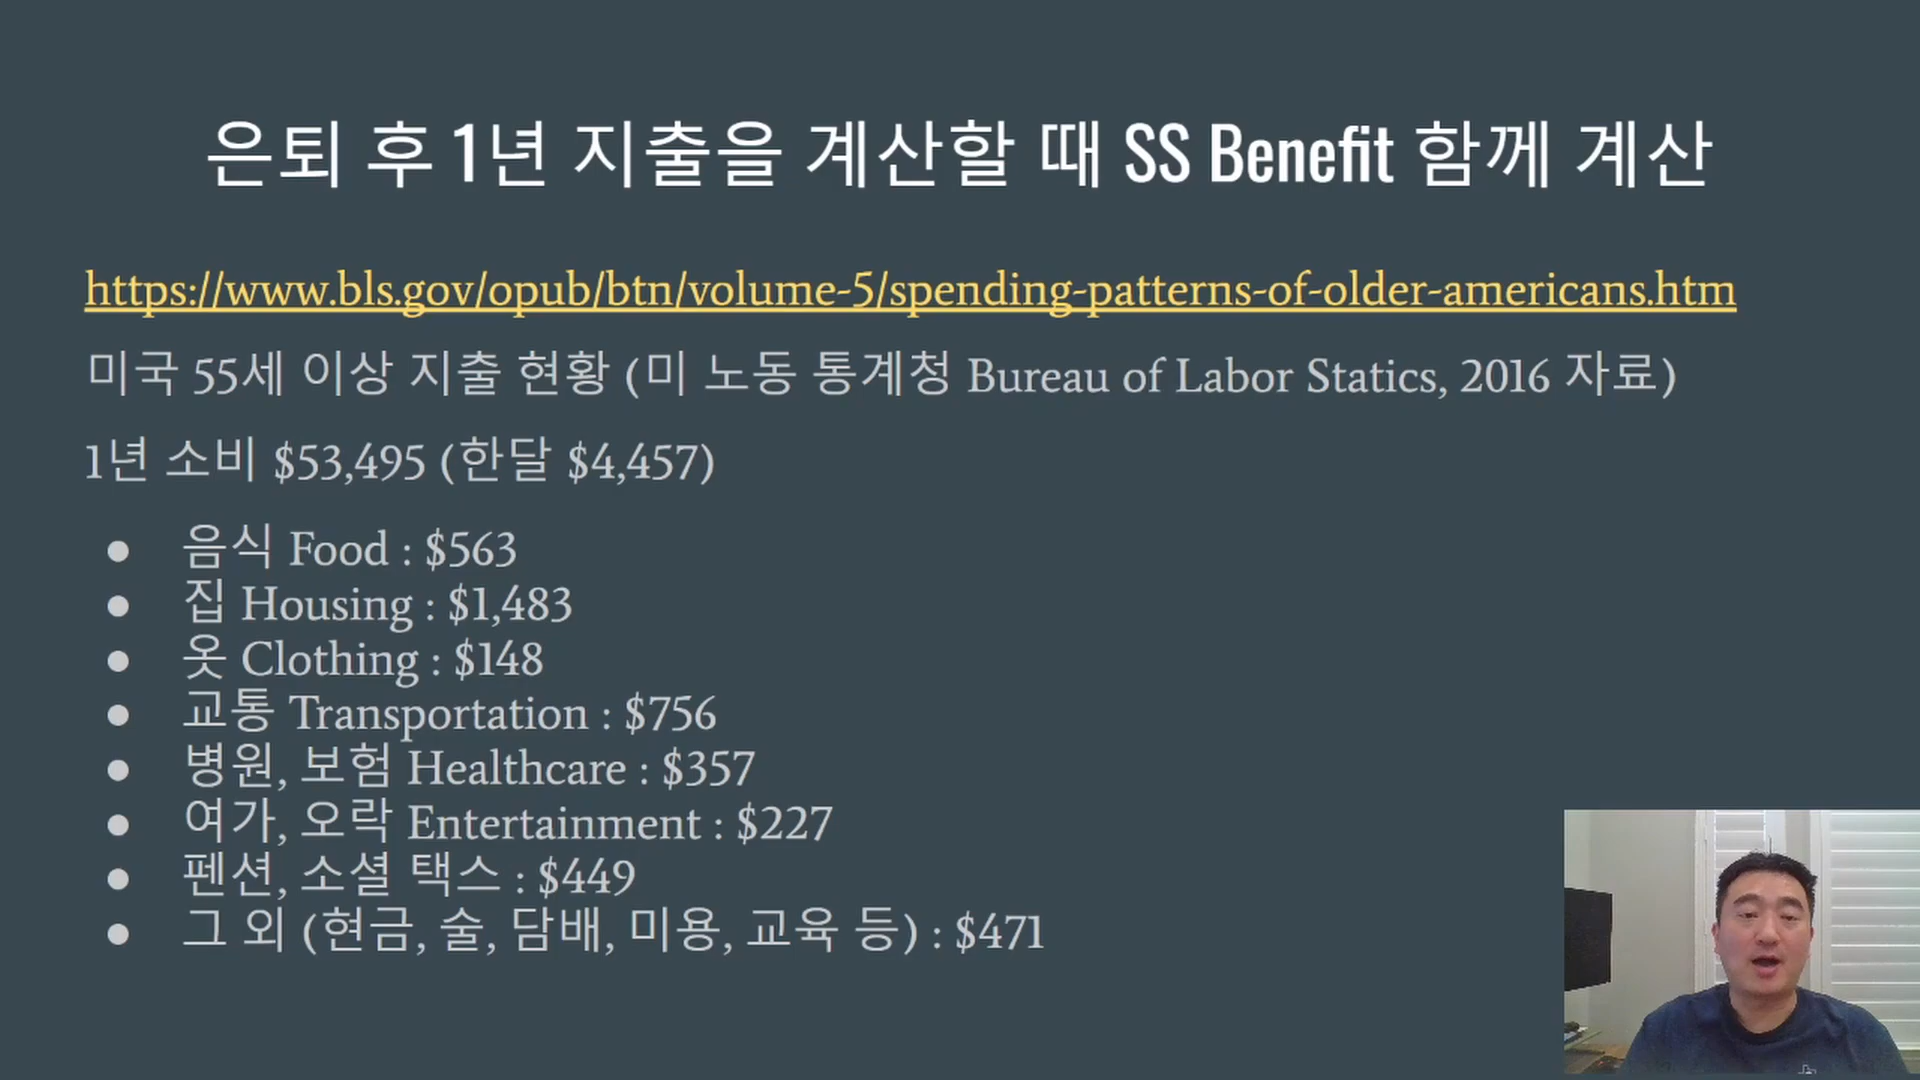 은퇴 후 1년 지출을 계산할 때 SS Benefit 함께 계산
https://www.bls.gov/opub/btn/volume-5/spending-patterns-of-older-americans.htm
미국 55세 이상 지출 현황 (미 노동 통계청 Bureau of Labor Statics, 2016 자료)
1년 소비 $53,495 (한달 $4,457)
● 음식 Food : $563
● 집 Housing : $1,483
● 옷 Clothing : $148
● 교통 Transportation : $756
● 병원, 보험 Healthcare : $357
● 여가, 오락 Entertainment : $227
● 펜션, 소셜 택스 : $449
● 그 외 (현금, 술, 담배, 미용, 교육 등) : $471